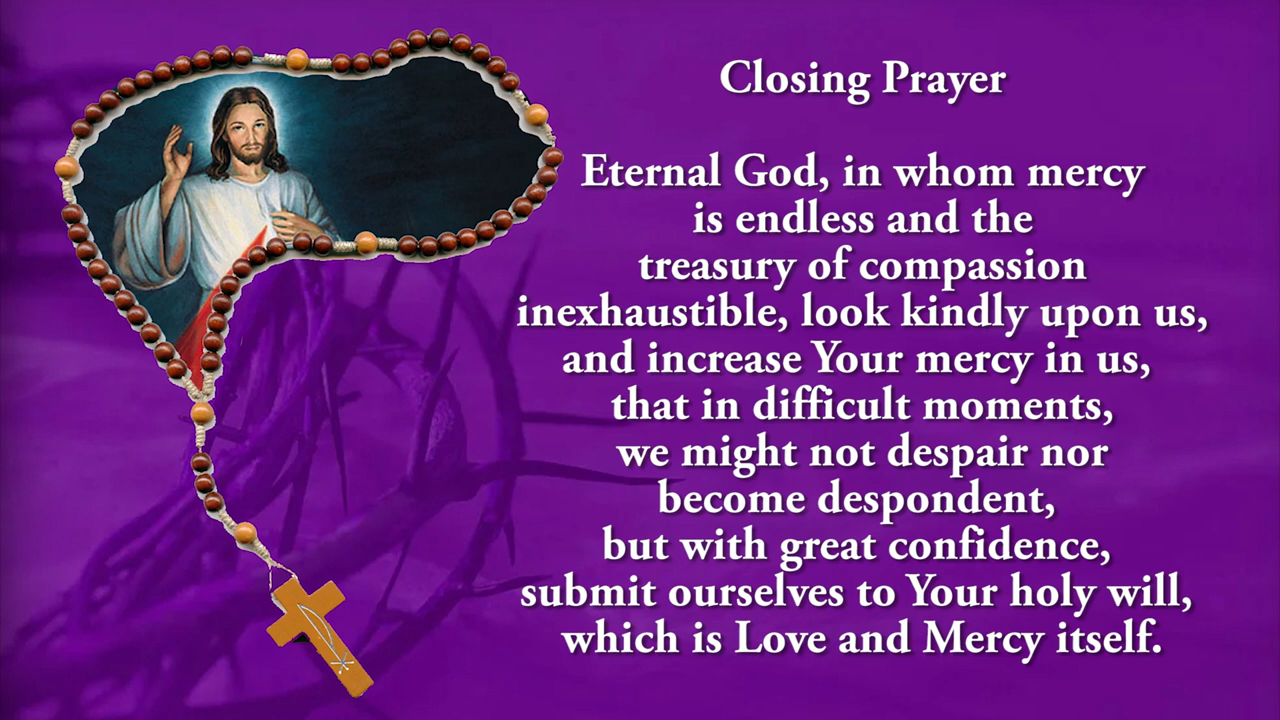 Closing Prayer
Eternal God, in whom mercy
is endless and the
treasury of compassion
inexhaustible, look kindly upon us,
and increase Your mercy in us,
that in difficult moments,
we might not despair nor
become despondent,
but with great confidence,
submit ourselves to Your holy will,
which is Love and Mercy itself.